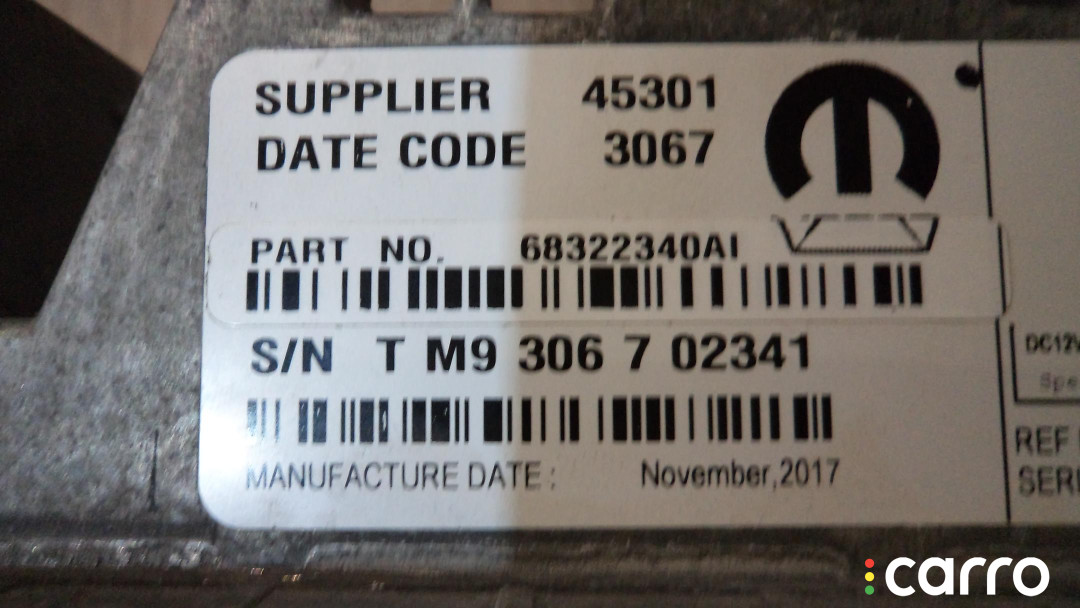 SUPPLIER 45301
DATE CODE 3067
PART NO. 68322340AI
S/N T M9 306 7 02341
MANUFACTURE DATE : November,2017
DC12V
REF
carro